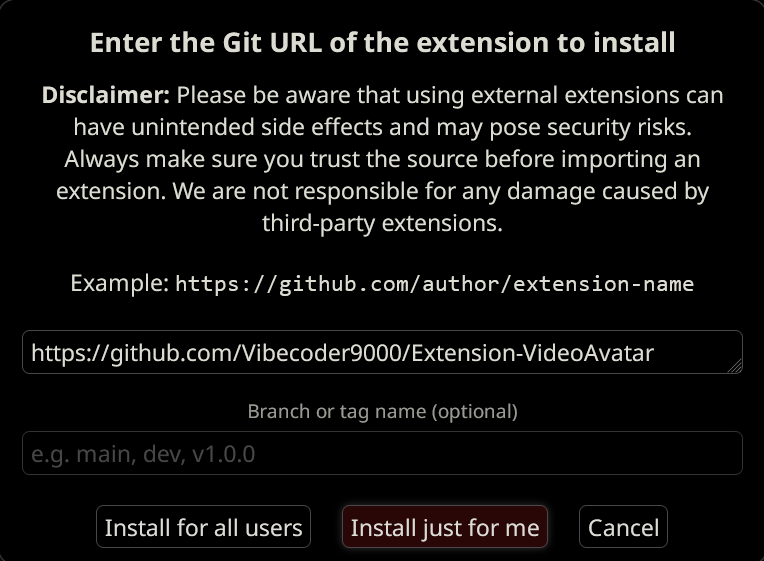 Enter the Git URL of the extension to install
Disclaimer: Please be aware that using external extensions can
have unintended side effects and may pose security risks.
Always make sure you trust the source before importing an
extension. We are not responsible for any damage caused by
third-party extensions.
Example: https://github.com/author/extension-name
https://github.com/Vibecoder9000/Extension-VideoAvatar
Branch or tag name (optional)
e.g. main, dev, v1.0.0
Install for all users Install just for me Cancel